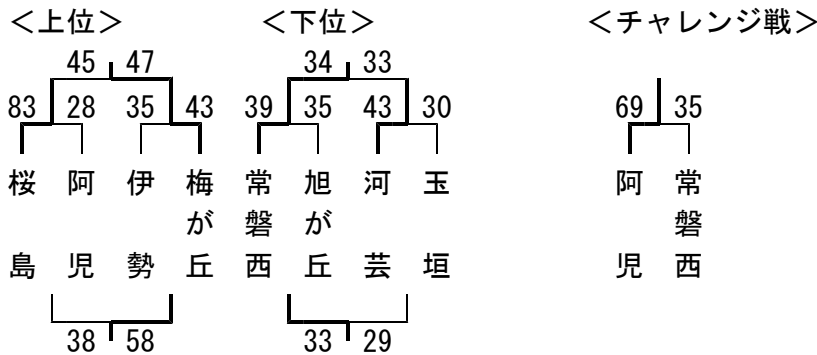 <上位> <下位> <チャレンジ戦>
45 47 34 33
83 28 35 43 39 35 43 30 69 35
桜島 阿児 伊勢 梅が丘 常磐西 旭が丘 河芸 玉垣 阿児 常磐西
38 58 33 29